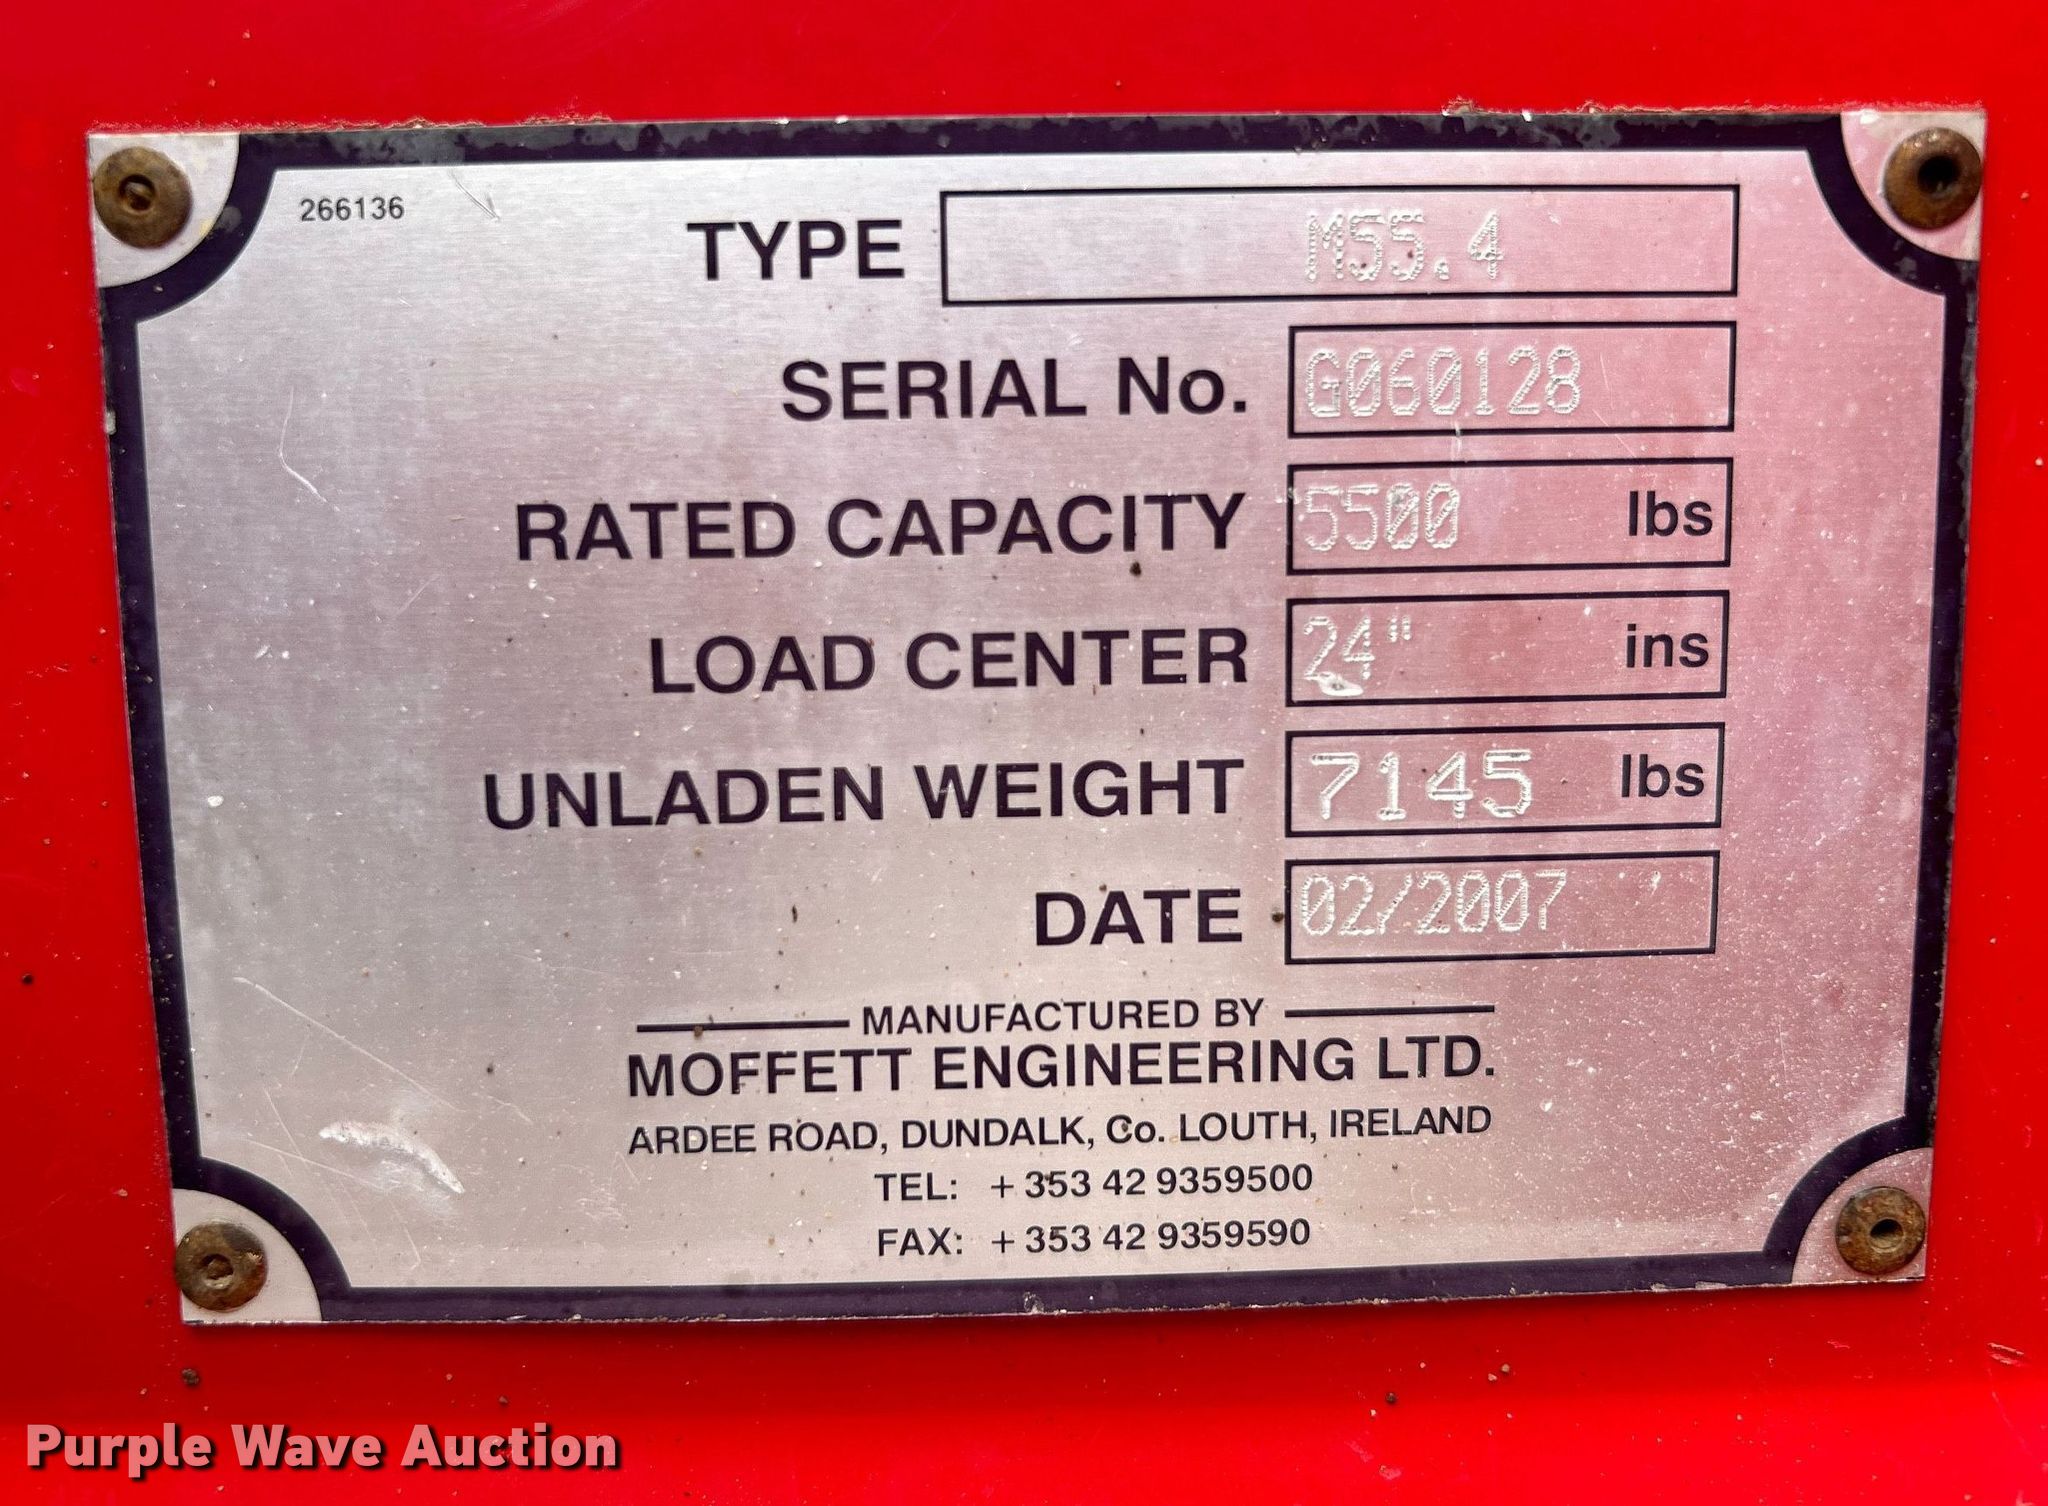 266136
TYPE M55.4
SERIAL No. G060128
RATED CAPACITY 5500 lbs
LOAD CENTER 24" ins
UNLADEN WEIGHT 7145 lbs
DATE 02/2007
MANUFACTURED BY
MOFFETT ENGINEERING LTD.
ARDEE ROAD, DUNDALK, Co. LOUTH, IRELAND
TEL: +353 42 9359500
FAX: +353 42 9359590
Purple Wave Auction